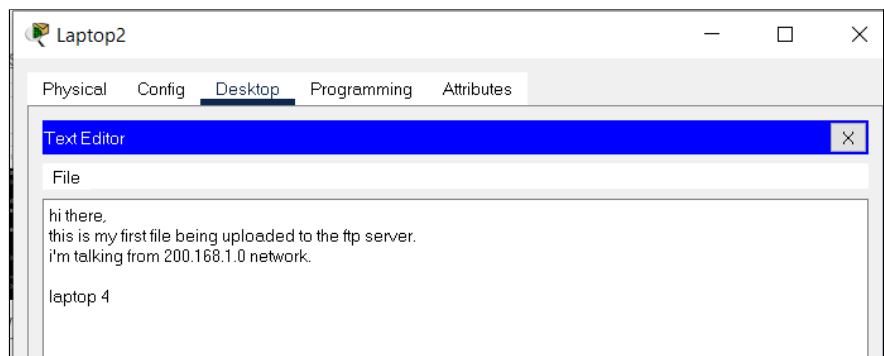 Laptop2
Physical Config Desktop Programming Attributes
Text Editor X
File
hi there,
this is my first file being uploaded to the ftp server.
i'm talking from 200.168.1.0 network.
laptop 4